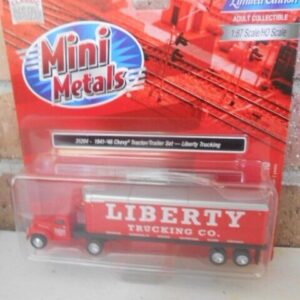 Limited Edition
ADULT COLLECTIBLE
1:87 Scale/HO Scale
Mini
Metals
31204 - 1941-'46 Chevy® Tractor/Trailer Set — Liberty Trucking
LIBERTY
TRUCKING CO.